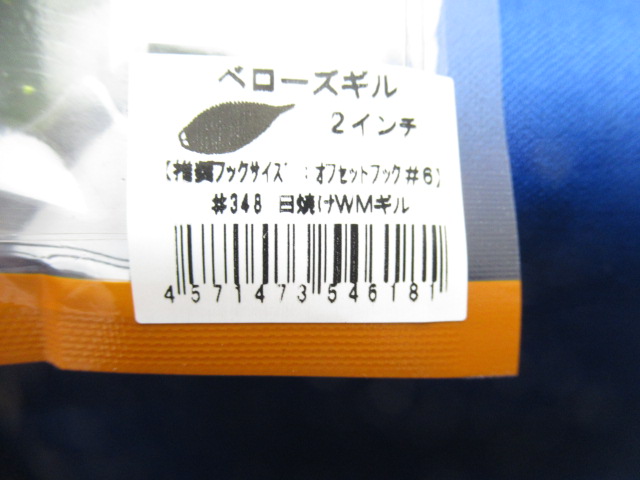 ベローズギル
2インチ
【推奨フックサイズ：オフセットフック#6】
#348 日焼けWMギル
4571473546181